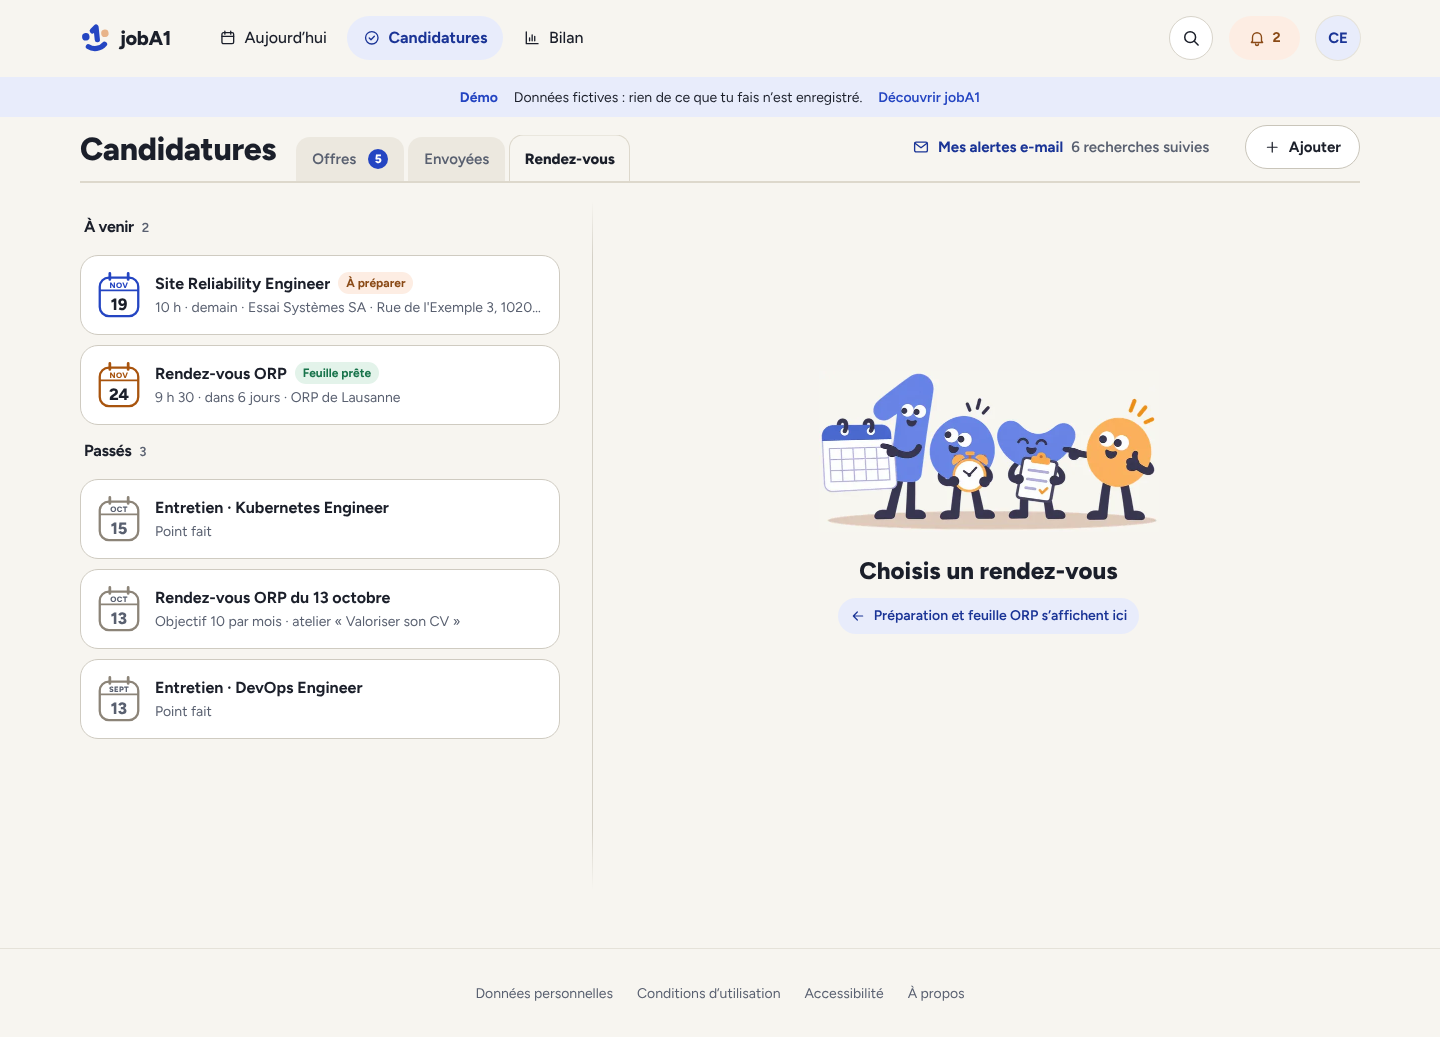 jobA1
Aujourd’hui
Candidatures
Bilan
2
CE
Démo Données fictives : rien de ce que tu fais n’est enregistré. Découvrir jobA1
Candidatures
Offres 5
Envoyées
Rendez-vous
Mes alertes e-mail 6 recherches suivies
Ajouter
À venir 2
NOV
19
Site Reliability Engineer À préparer
10 h · demain · Essai Systèmes SA · Rue de l'Exemple 3, 1020...
NOV
24
Rendez-vous ORP Feuille prête
9 h 30 · dans 6 jours · ORP de Lausanne
Passés 3
OCT
15
Entretien · Kubernetes Engineer
Point fait
OCT
13
Rendez-vous ORP du 13 octobre
Objectif 10 par mois · atelier « Valoriser son CV »
SEPT
13
Entretien · DevOps Engineer
Point fait
Choisis un rendez-vous
Préparation et feuille ORP s’affichent ici
Données personnelles Conditions d’utilisation Accessibilité À propos